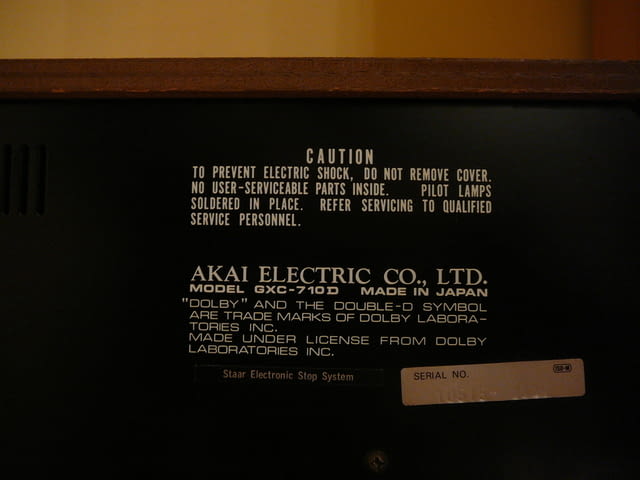 CAUTION
TO PREVENT ELECTRIC SHOCK, DO NOT REMOVE COVER.
NO USER-SERVICEABLE PARTS INSIDE. PILOT LAMPS
SOLDERED IN PLACE. REFER SERVICING TO QUALIFIED
SERVICE PERSONNEL.
AKAI ELECTRIC CO., LTD.
MODEL GXC-710D MADE IN JAPAN
"DOLBY" AND THE DOUBLE-D SYMBOL
ARE TRADE MARKS OF DOLBY LABORA-
TORIES INC.
MADE UNDER LICENSE FROM DOLBY
LABORATORIES INC.
Staar Electronic Stop System
SERIAL NO.